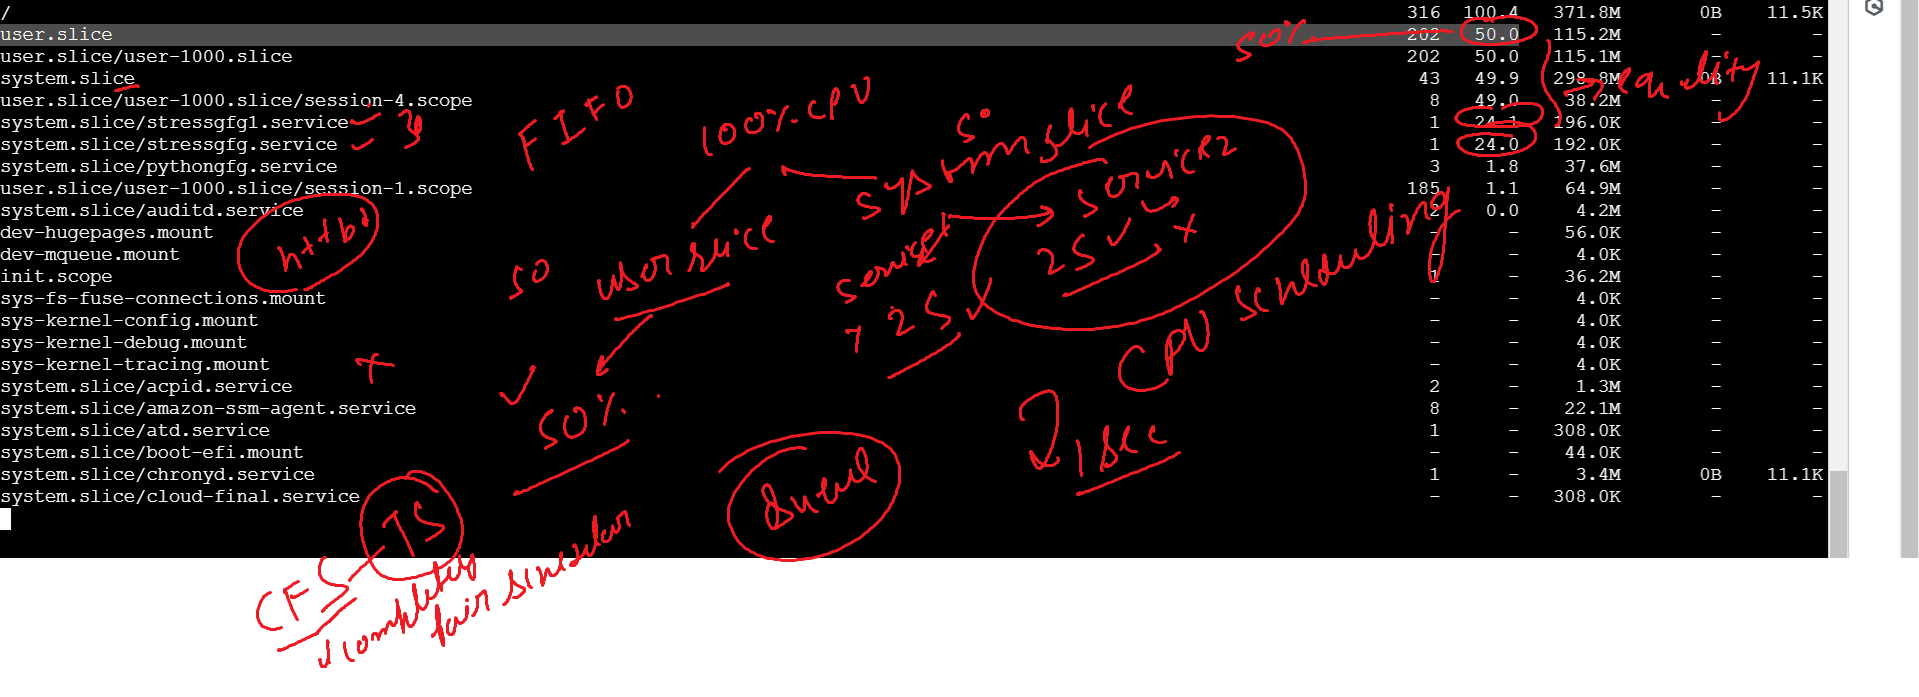 / 316 100.4 371.8M 0B 11.5K
user.slice 202 50.0 115.2M - -
user.slice/user-1000.slice 202 50.0 115.1M - -
system.slice 43 49.9 298.8M 0B 11.1K
user.slice/user-1000.slice/session-4.scope 8 49.0 38.2M - -
system.slice/stressgfg1.service 1 24.1 196.0K - -
system.slice/stressgfg.service 1 24.0 192.0K - -
system.slice/pythongfg.service 3 1.8 37.6M - -
user.slice/user-1000.slice/session-1.scope 185 1.1 64.9M - -
system.slice/auditd.service 2 0.0 4.2M - -
dev-hugepages.mount - - 56.0K - -
dev-mqueue.mount - - 4.0K - -
init.scope 1 - 36.2M - -
sys-fs-fuse-connections.mount - - 4.0K - -
sys-kernel-config.mount - - 4.0K - -
sys-kernel-debug.mount - - 4.0K - -
sys-kernel-tracing.mount - - 4.0K - -
system.slice/acpid.service 2 - 1.3M - -
system.slice/amazon-ssm-agent.service 8 - 22.1M - -
system.slice/atd.service 1 - 308.0K - -
system.slice/boot-efi.mount - - 44.0K - -
system.slice/chronyd.service 1 - 3.4M 0B 11.1K
system.slice/cloud-final.service - - 308.0K - -
50%
equality
FIFO
100% CPU
50
system slice
service2
25
service1
25
50
user slice
50%
CPU scheduling
1 sec
TS
CFS
completely
fair